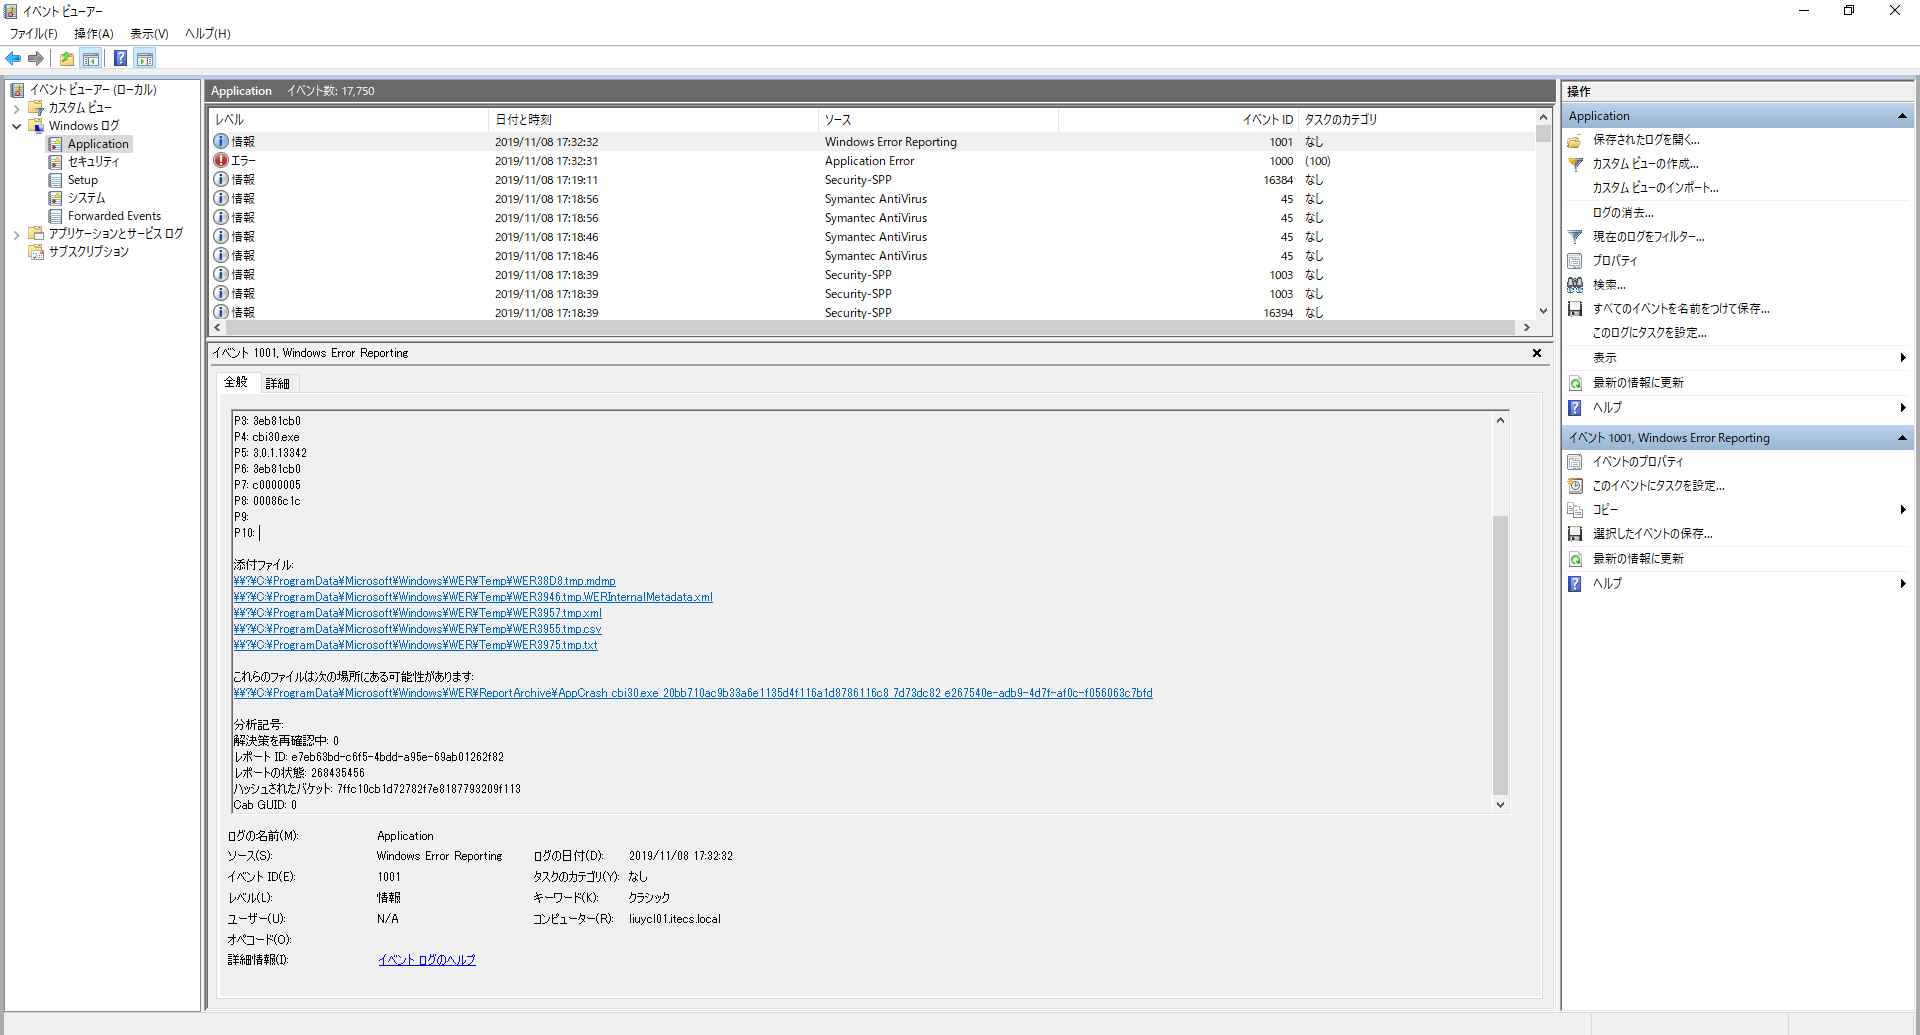 イベント ビューアー
ファイル(F) 操作(A) 表示(V) ヘルプ(H)
イベント ビューアー (ローカル)
カスタム ビュー
Windows ログ
Application
セキュリティ
Setup
システム
Forwarded Events
アプリケーションとサービス ログ
サブスクリプション
Application イベント数: 17,750
レベル 日付と時刻 ソース イベント ID タスクのカテゴリ
情報 2019/11/08 17:32:32 Windows Error Reporting 1001 なし
エラー 2019/11/08 17:32:31 Application Error 1000 (100)
情報 2019/11/08 17:19:11 Security-SPP 16384 なし
情報 2019/11/08 17:18:56 Symantec AntiVirus 45 なし
情報 2019/11/08 17:18:56 Symantec AntiVirus 45 なし
情報 2019/11/08 17:18:46 Symantec AntiVirus 45 なし
情報 2019/11/08 17:18:46 Symantec AntiVirus 45 なし
情報 2019/11/08 17:18:39 Security-SPP 1003 なし
情報 2019/11/08 17:18:39 Security-SPP 1003 なし
情報 2019/11/08 17:18:39 Security-SPP 16394 なし
イベント 1001, Windows Error Reporting
全般 詳細
P3: 3eb81cb0
P4: cbi30.exe
P5: 3.0.1.13342
P6: 3eb81cb0
P7: c0000005
P8: 00086c1c
P9:
P10:
添付ファイル:
¥¥?¥C:¥ProgramData¥Microsoft¥Windows¥WER¥Temp¥WER38D8.tmp.mdmp
¥¥?¥C:¥ProgramData¥Microsoft¥Windows¥WER¥Temp¥WER3946.tmp.WERInternalMetadata.xml
¥¥?¥C:¥ProgramData¥Microsoft¥Windows¥WER¥Temp¥WER3957.tmp.xml
¥¥?¥C:¥ProgramData¥Microsoft¥Windows¥WER¥Temp¥WER3955.tmp.csv
¥¥?¥C:¥ProgramData¥Microsoft¥Windows¥WER¥Temp¥WER3975.tmp.txt
これらのファイルは次の場所にある可能性があります:
¥¥?¥C:¥ProgramData¥Microsoft¥Windows¥WER¥ReportArchive¥AppCrash_cbi30.exe_20bb710ac9b33a6e1135d4f116a1d8786116c8_7d73dc82_e267540e-adb9-4d7f-af0c-f056063c7bfd
分析記号:
解決策を再確認中: 0
レポート ID: e7eb63bd-c6f5-4bdd-a95e-69ab01262f82
レポートの状態: 268435456
ハッシュされたバケット: 7ffc10cb1d72782f7e8187793209f113
Cab GUID: 0
ログの名前(M): Application
ソース(S): Windows Error Reporting ログの日付(D): 2019/11/08 17:32:32
イベント ID(E): 1001 タスクのカテゴリ(Y): なし
レベル(L): 情報 キーワード(K): クラシック
ユーザー(U): N/A コンピューター(R): liuycl01.itecs.local
オペコード(O):
詳細情報(I): イベント ログのヘルプ
操作
Application
保存されたログを開く...
カスタム ビューの作成...
カスタム ビューのインポート...
ログの消去...
現在のログをフィルター...
プロパティ
検索...
すべてのイベントを名前をつけて保存...
このログにタスクを設定...
表示
最新の情報に更新
ヘルプ
イベント 1001, Windows Error Reporting
イベントのプロパティ
このイベントにタスクを設定...
コピー
選択したイベントの保存...
最新の情報に更新
ヘルプ